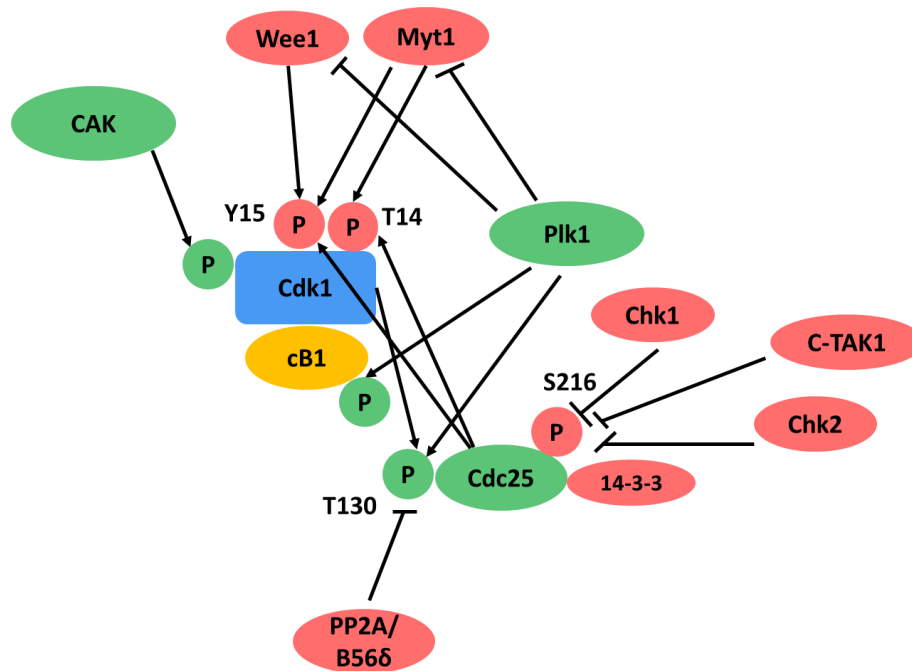 Wee1
Myt1
CAK
Y15
P
P
T14
P
Plk1
Cdk1
Chk1
C-TAK1
cB1
S216
P
P
Chk2
P
Cdc25
14-3-3
T130
PP2A/
B56δ